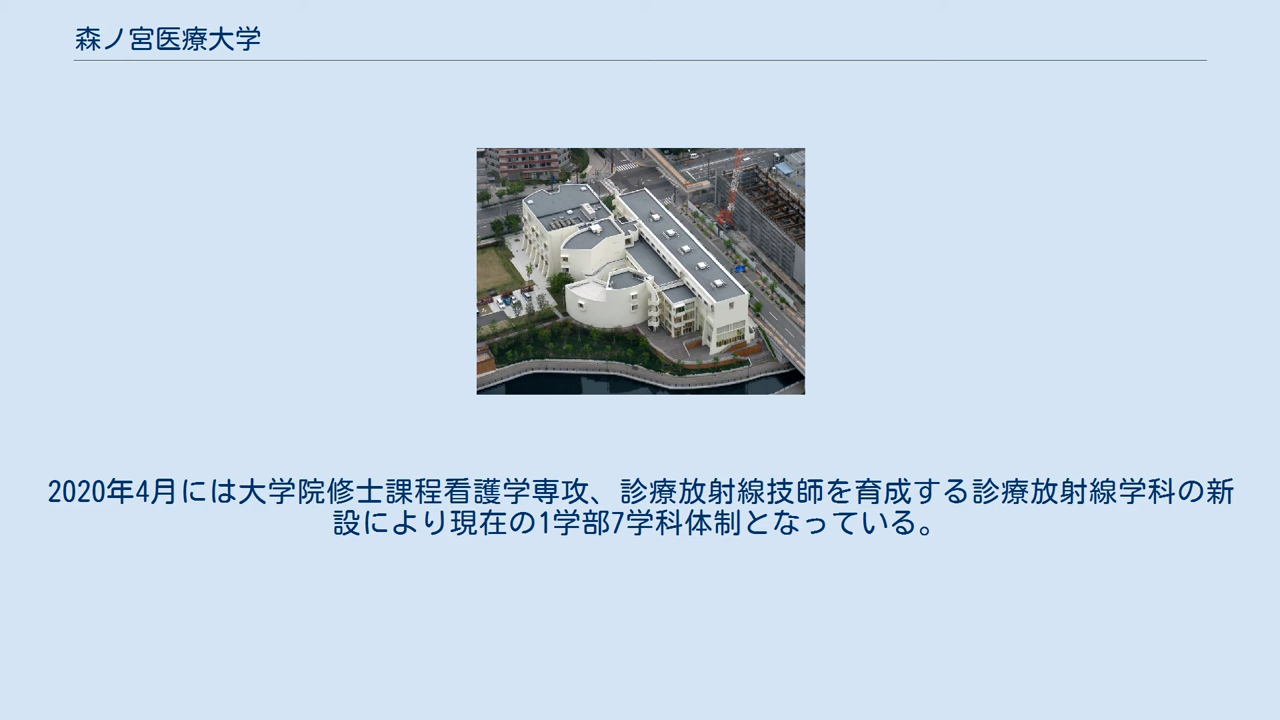 森ノ宮医療大学
2020年4月には大学院修士課程看護学専攻、診療放射線技師を育成する診療放射線学科の新
設により現在の1学部7学科体制となっている。